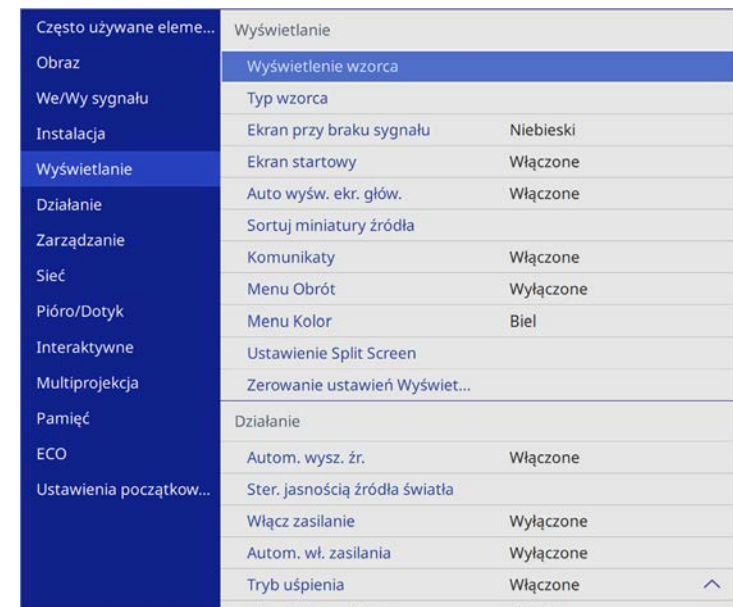 Często używane eleme...
Obraz
We/Wy sygnału
Instalacja
Wyświetlanie
Działanie
Zarządzanie
Sieć
Pióro/Dotyk
Interaktywne
Multiprojekcja
Pamięć
ECO
Ustawienia początkow...
Wyświetlanie
Wyświetlenie wzorca
Typ wzorca
Ekran przy braku sygnału Niebieski
Ekran startowy Włączone
Auto wyśw. ekr. głów. Włączone
Sortuj miniatury źródła
Komunikaty Włączone
Menu Obrót Wyłączone
Menu Kolor Biel
Ustawienie Split Screen
Zerowanie ustawień Wyświet...
Działanie
Autom. wysz. źr. Włączone
Ster. jasnością źródła światła
Włącz zasilanie Wyłączone
Autom. wł. zasilania Wyłączone
Tryb uśpienia Włączone